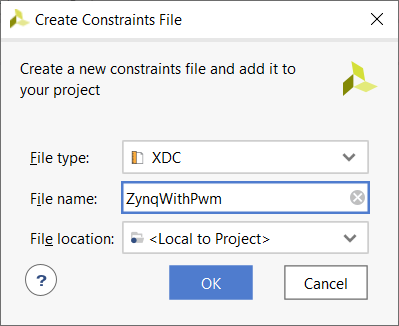 Create Constraints File
Create a new constraints file and add it to
your project
File type: XDC
File name: ZynqWithPwm
File location: <Local to Project>
? OK Cancel